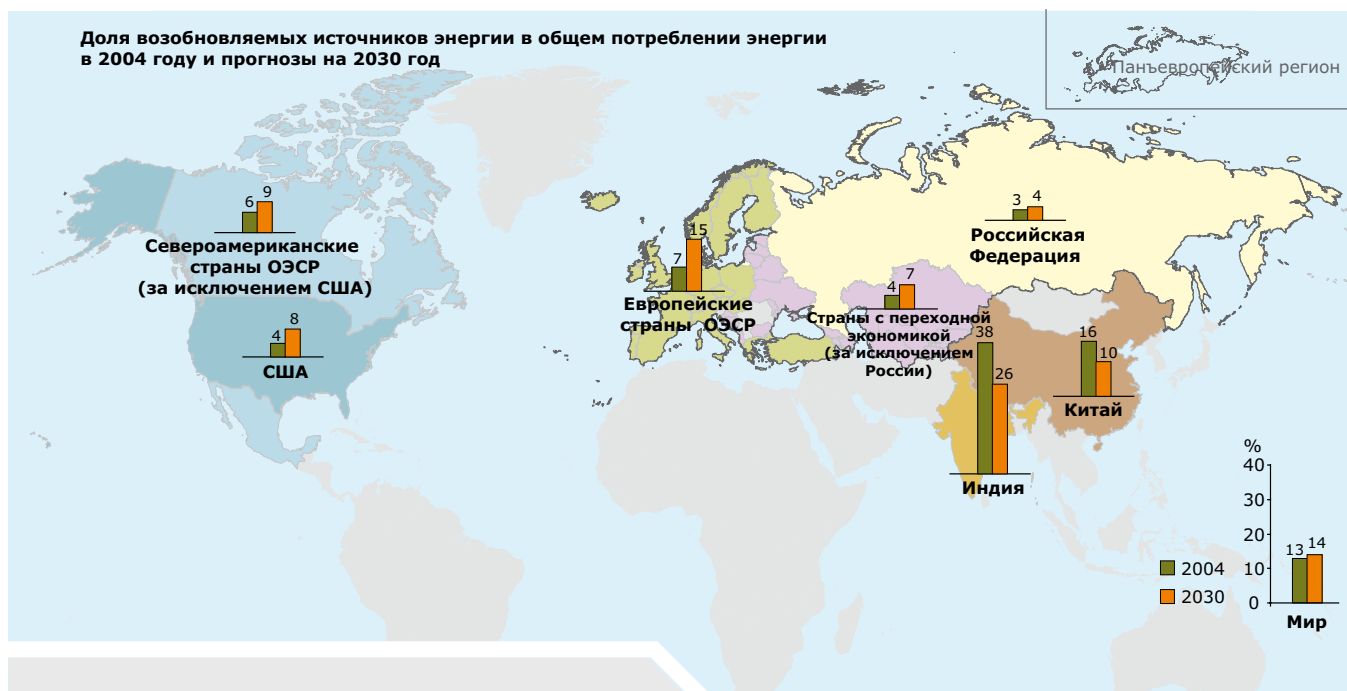 Доля возобновляемых источников энергии в общем потреблении энергии
в 2004 году и прогнозы на 2030 год
Панъевропейский регион
6 9
Североамериканские
страны ОЭСР
(за исключением США)
4 8
США
7 15
Европейские
страны ОЭСР
3 4
Российская
Федерация
4 7
Страны с переходной
экономикой
(за исключением
России)
38 26
Индия
16 10
Китай
2004
2030
%
40
30
20
10
0
13 14
Мир